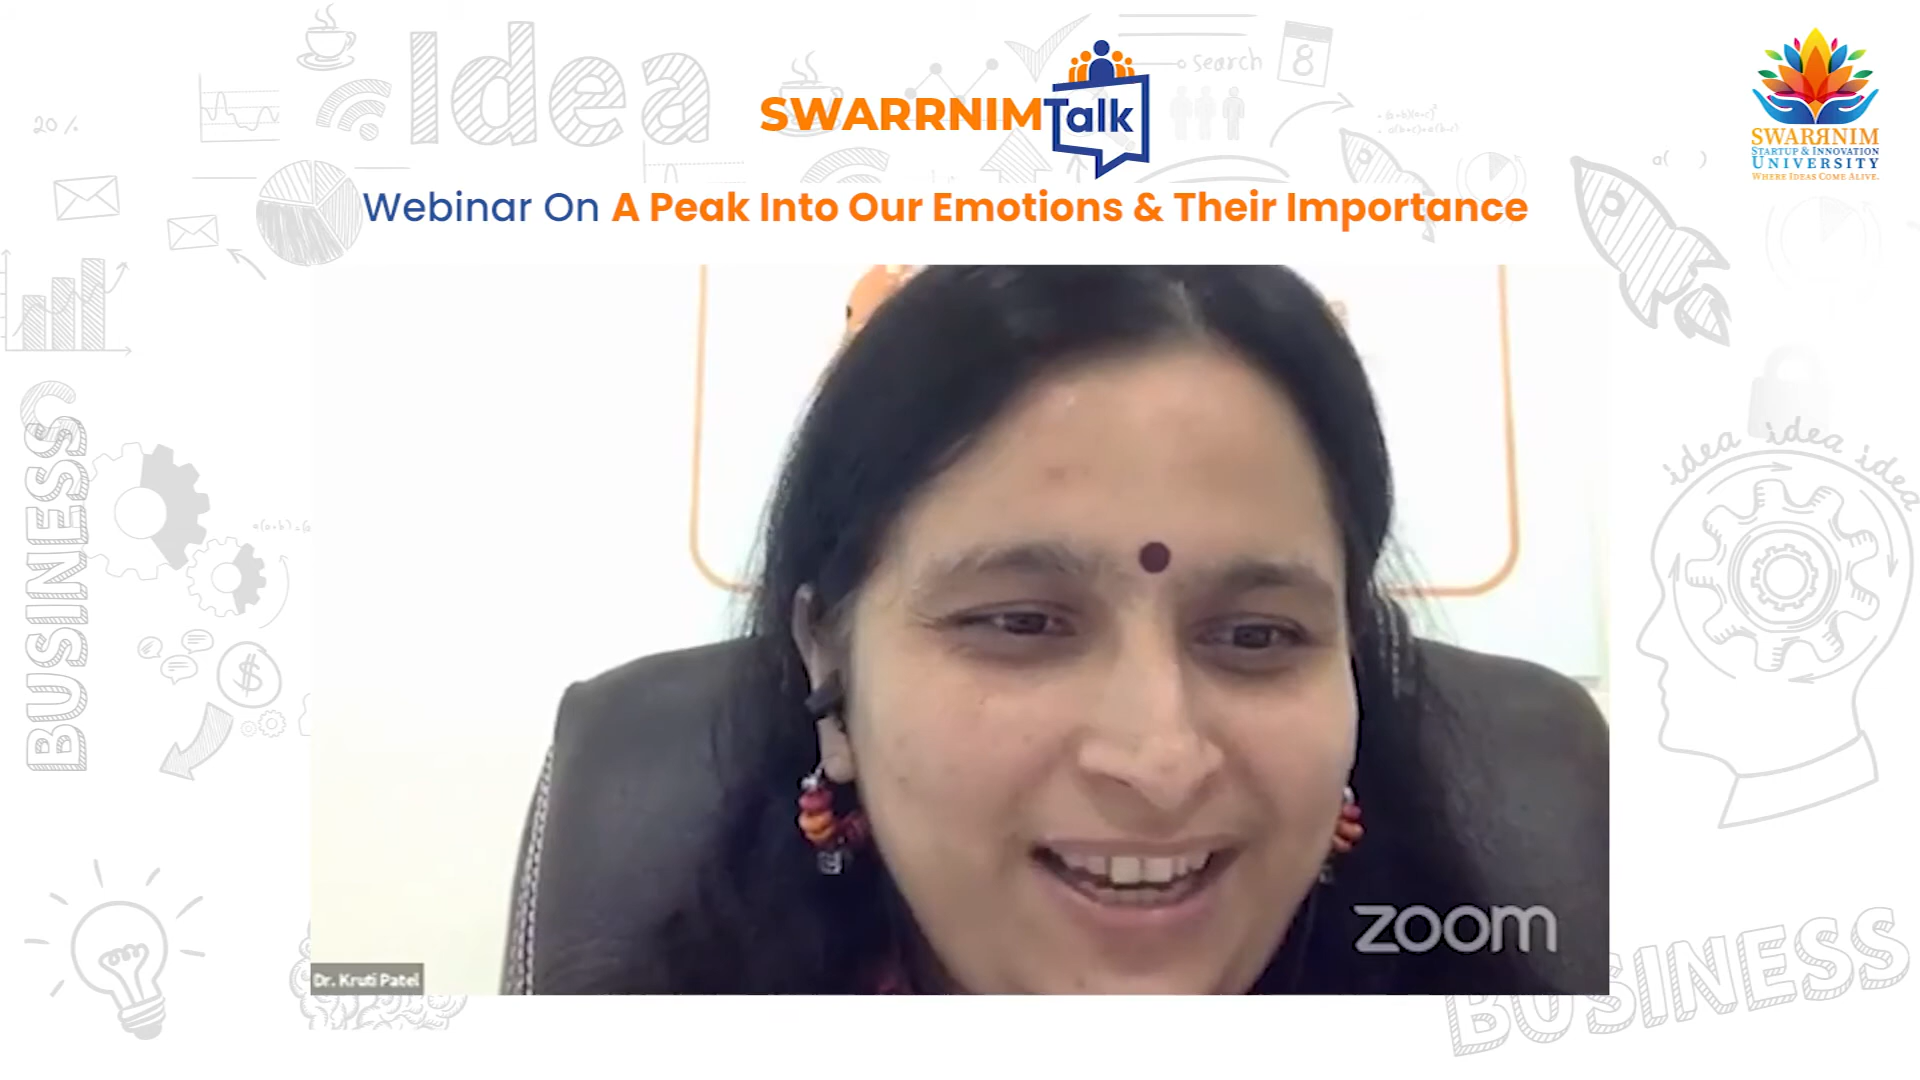 Idea
Search
8
20 %
SWARRNIM Talk
SWARЯNIM
STARTUP & INNOVATION
UNIVERSITY
WHERE IDEAS COME ALIVE.
Webinar On A Peak Into Our Emotions & Their Importance
BUSINESS
idea idea idea
$
zoom
Dr. Kruti Patel
BUSINESS